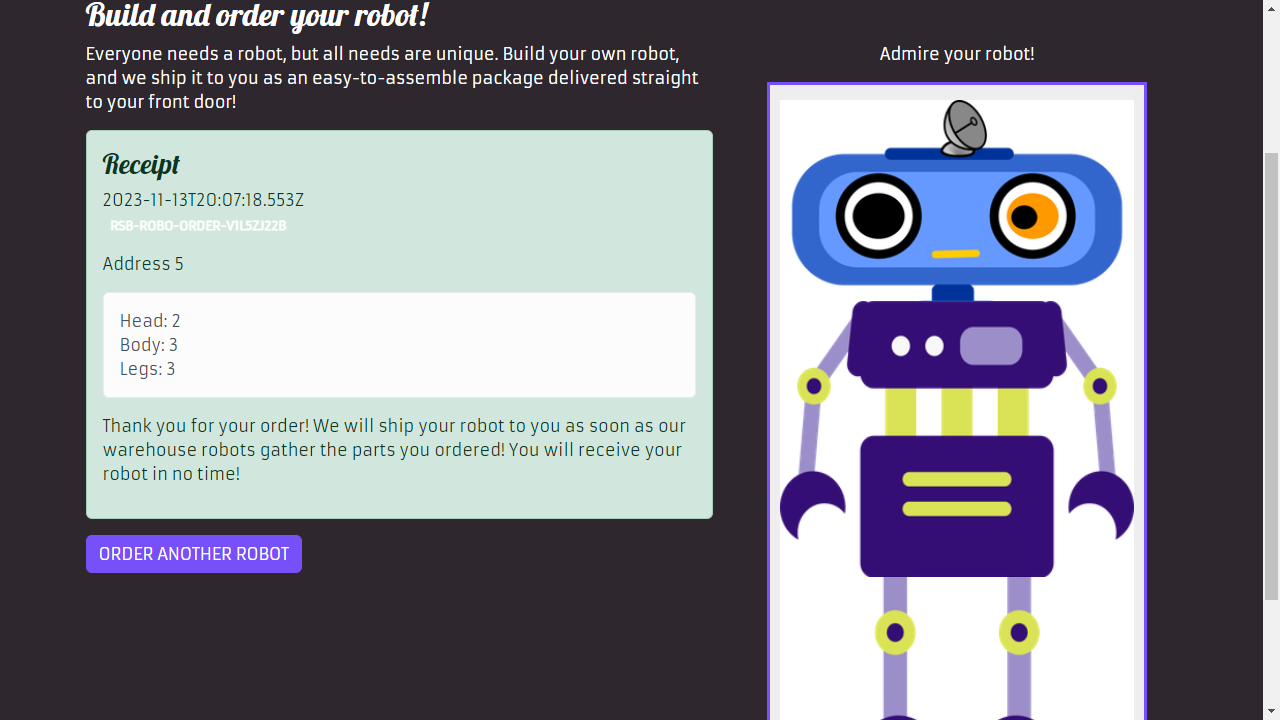 Build and order your robot!
Everyone needs a robot, but all needs are unique. Build your own robot,
and we ship it to you as an easy-to-assemble package delivered straight
to your front door!
Receipt
2023-11-13T20:07:18.553Z
RSB-ROBO-ORDER-V1L5ZJ22B
Address 5
Head: 2
Body: 3
Legs: 3
Thank you for your order! We will ship your robot to you as soon as our
warehouse robots gather the parts you ordered! You will receive your
robot in no time!
ORDER ANOTHER ROBOT
Admire your robot!